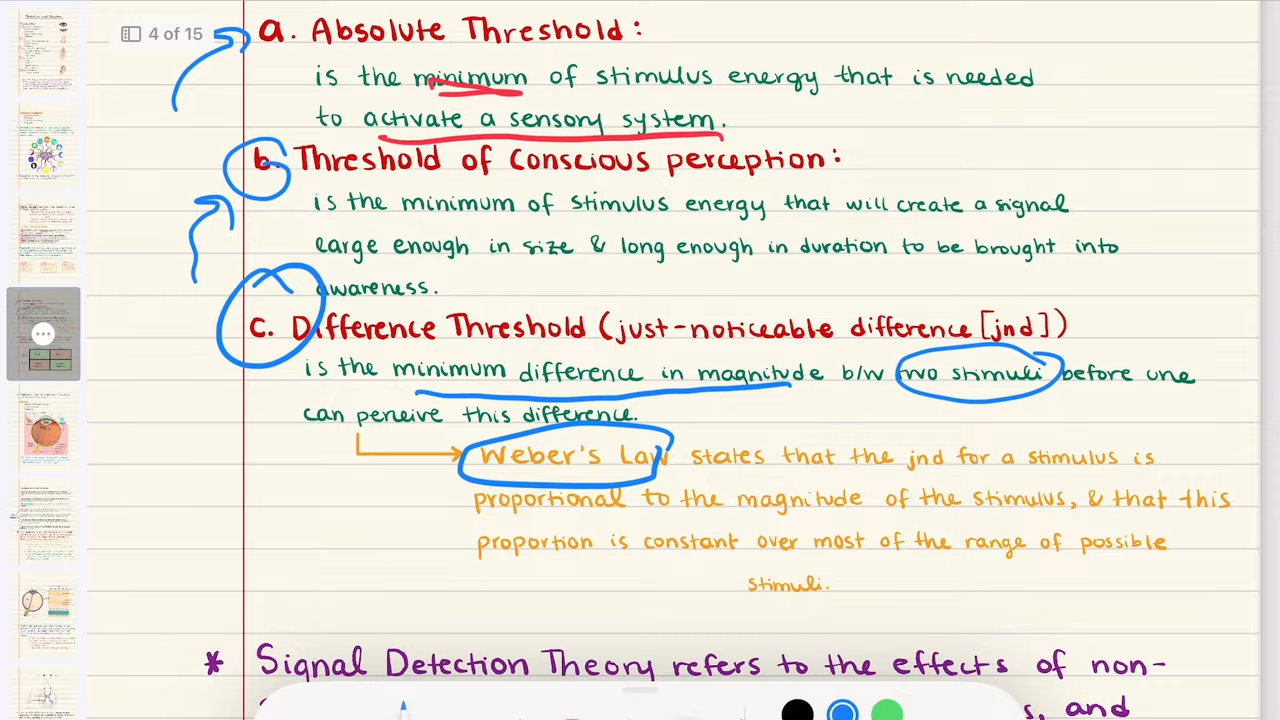 4 of 15
a. Absolute Threshold:
is the minimum of stimulus energy that is needed
to activate a sensory system.
b. Threshold of Conscious perception:
is the minimum of stimulus energy that will create a signal
large enough in size & long enough in duration to be brought into
awareness.
c. Difference Threshold (just-noticeable difference [jnd])
is the minimum difference in magnitude b/w two stimuli before one
can perceive this difference.
Weber's Law states that the jnd for a stimulus is
proportional to the magnitude of the stimulus, & that this
proportion is constant over most of the range of possible
stimuli.
* Signal Detection Theory refers to the effects of non-
, and